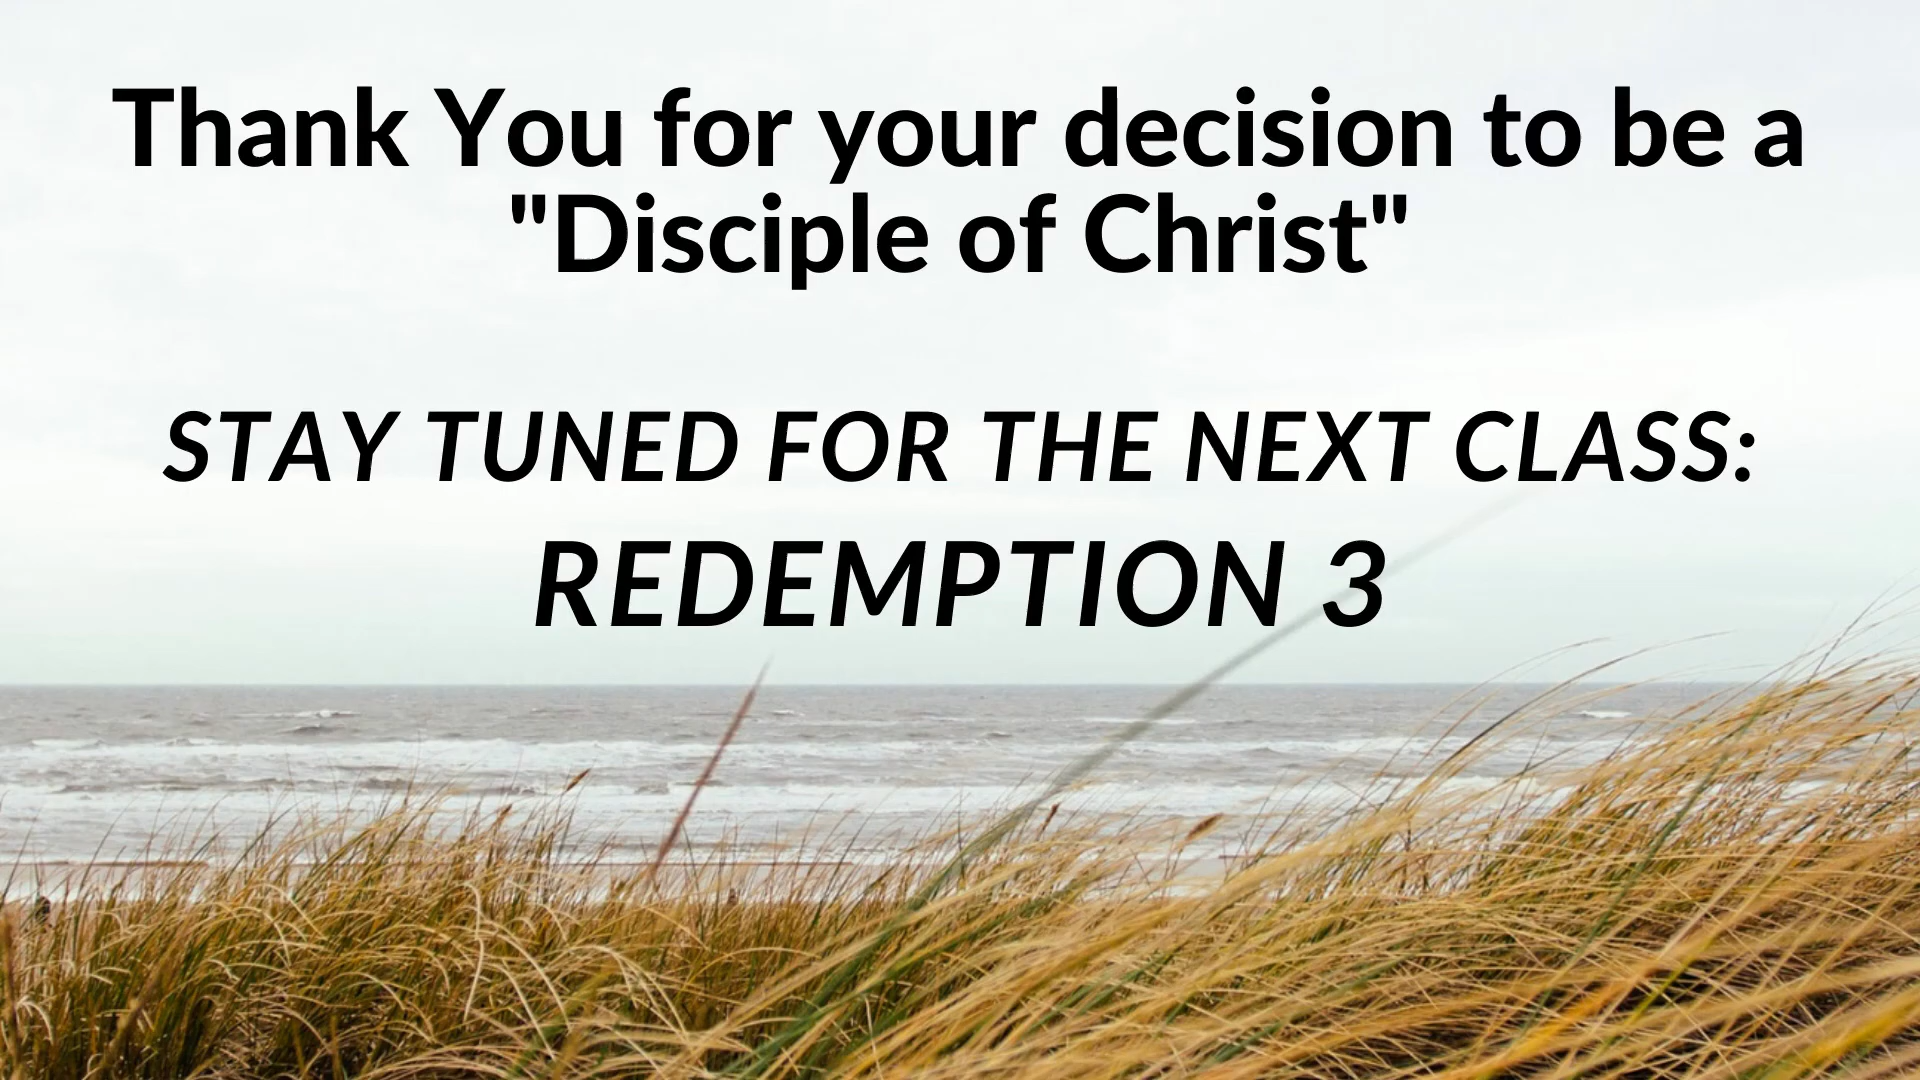 Thank You for your decision to be a
"Disciple of Christ"
STAY TUNED FOR THE NEXT CLASS:
REDEMPTION 3